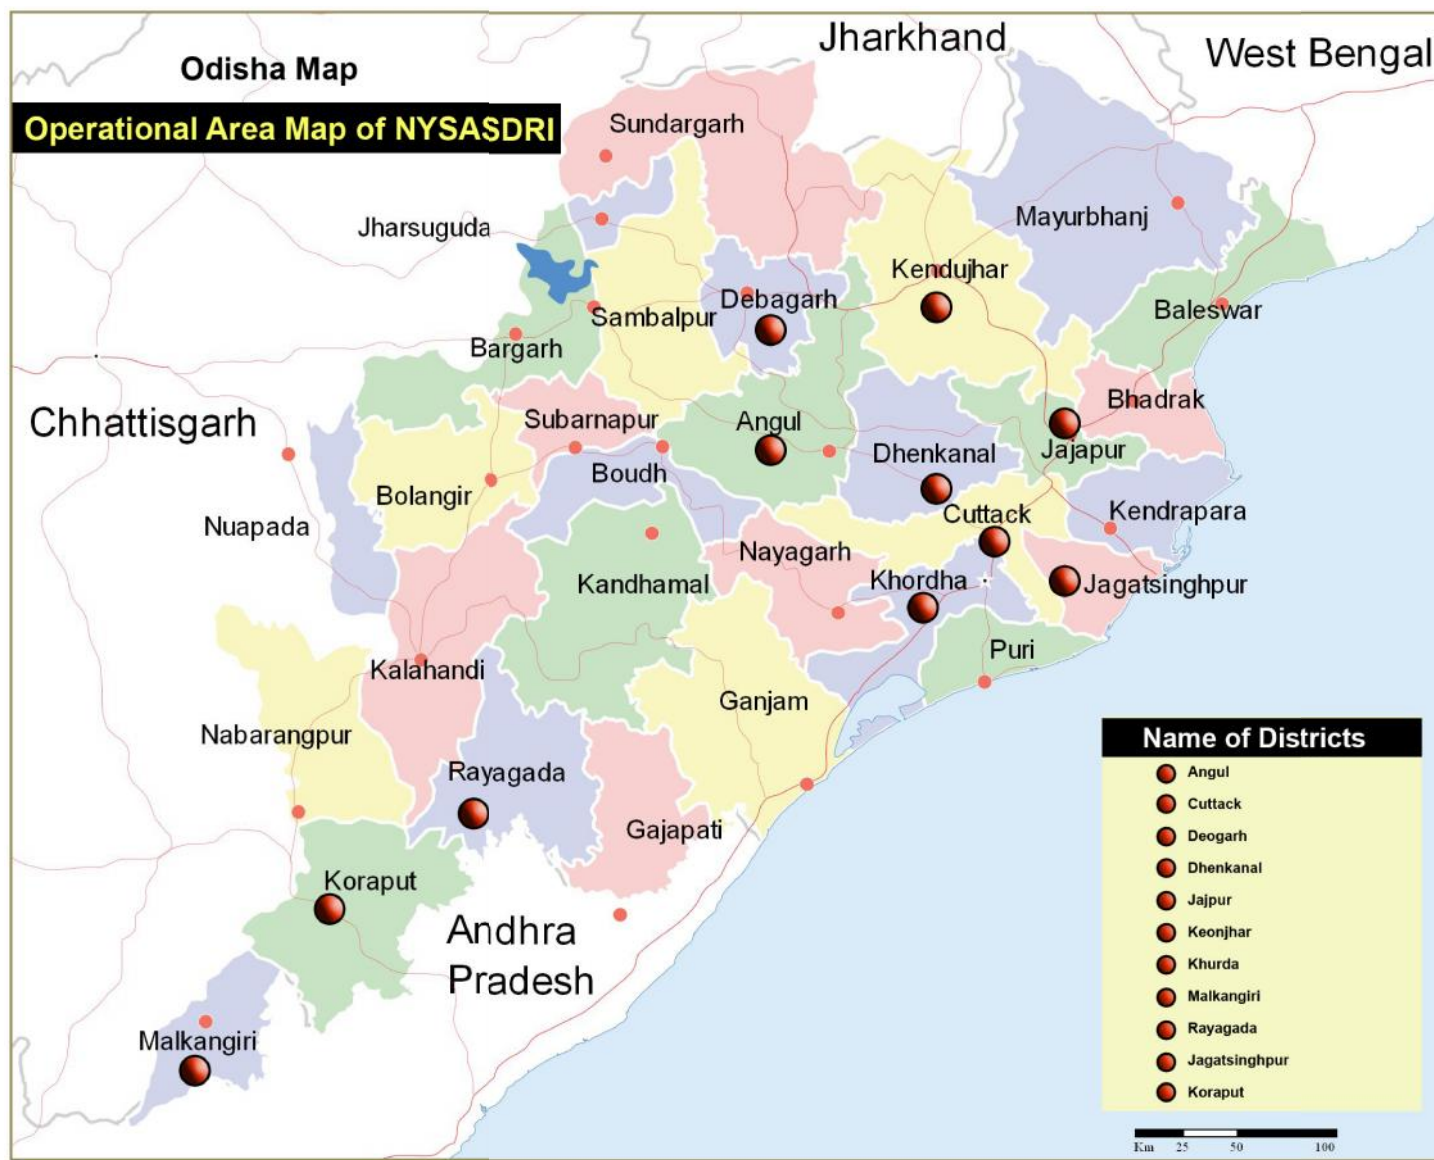 Jharkhand
West Bengal
Odisha Map
Operational Area Map of NYSASDRI
Sundargarh
Jharsuguda
Mayurbhanj
Kendujhar
Debagarh
Baleswar
Sambalpur
Bargarh
Chhattisgarh
Subarnapur
Angul
Bhadrak
Jajapur
Dhenkanal
Boudh
Bolangir
Cuttack
Kendrapara
Nuapada
Nayagarh
Kandhamal
Khordha
Jagatsinghpur
Puri
Kalahandi
Ganjam
Nabarangpur
Rayagada
Gajapati
Koraput
Andhra
Pradesh
Malkangiri
Name of Districts
Angul
Cuttack
Deogarh
Dhenkanal
Jajpur
Keonjhar
Khurda
Malkangiri
Rayagada
Jagatsinghpur
Koraput
Km 25 50 100